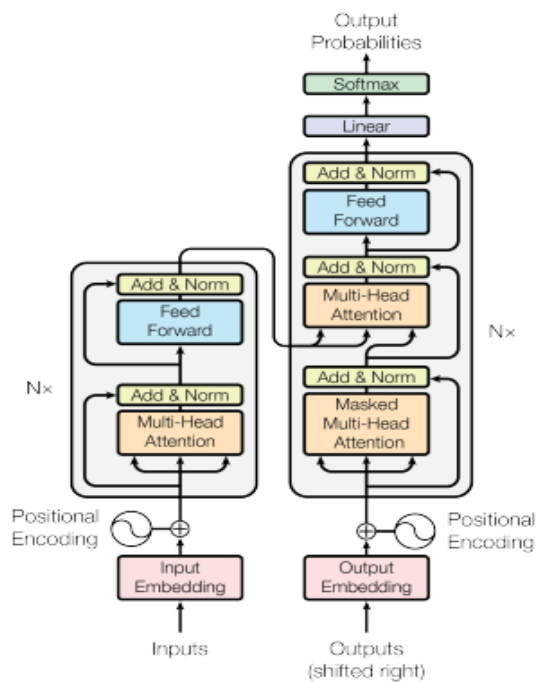 Output
Probabilities
Softmax
Linear
Add & Norm
Feed
Forward
Add & Norm
Multi-Head
Attention
Add & Norm
Masked
Multi-Head
Attention
N×
Positional
Encoding
Output
Embedding
Outputs
(shifted right)
Add & Norm
Feed
Forward
N×
Add & Norm
Multi-Head
Attention
Positional
Encoding
Input
Embedding
Inputs